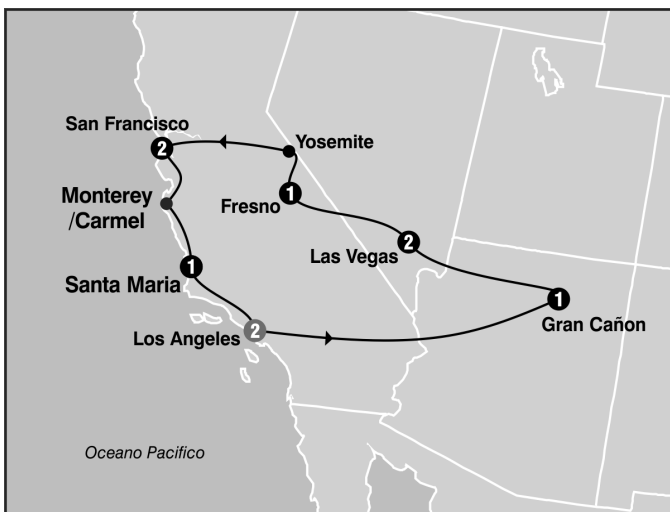 San Francisco
2
Yosemite
Monterey
/Carmel
1
Fresno
2
Las Vegas
1
Santa Maria
1
Gran Cañon
2
Los Angeles
Oceano Pacifico